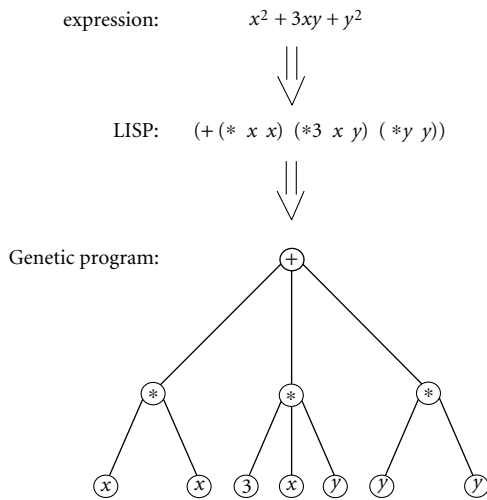 expression: x² + 3xy + y²
LISP: (+ (* x x) (*3 x y) ( *y y))
Genetic program:
+
* * *
x x 3 x y y y